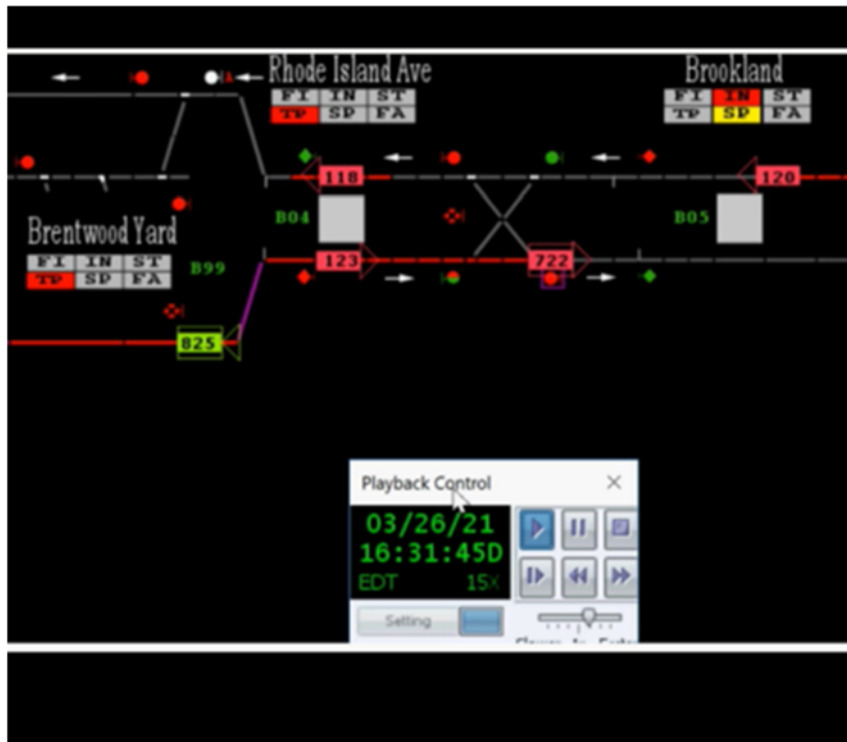 Rhode Island Ave
FI IN ST
TP SP FA
Brookland
FI IN ST
TP SP FA
A
118
120
B04
B05
Brentwood Yard
FI IN ST
TP SP FA
B99
123
722
825
Playback Control
03/26/21
16:31:45D
EDT 15X
Setting